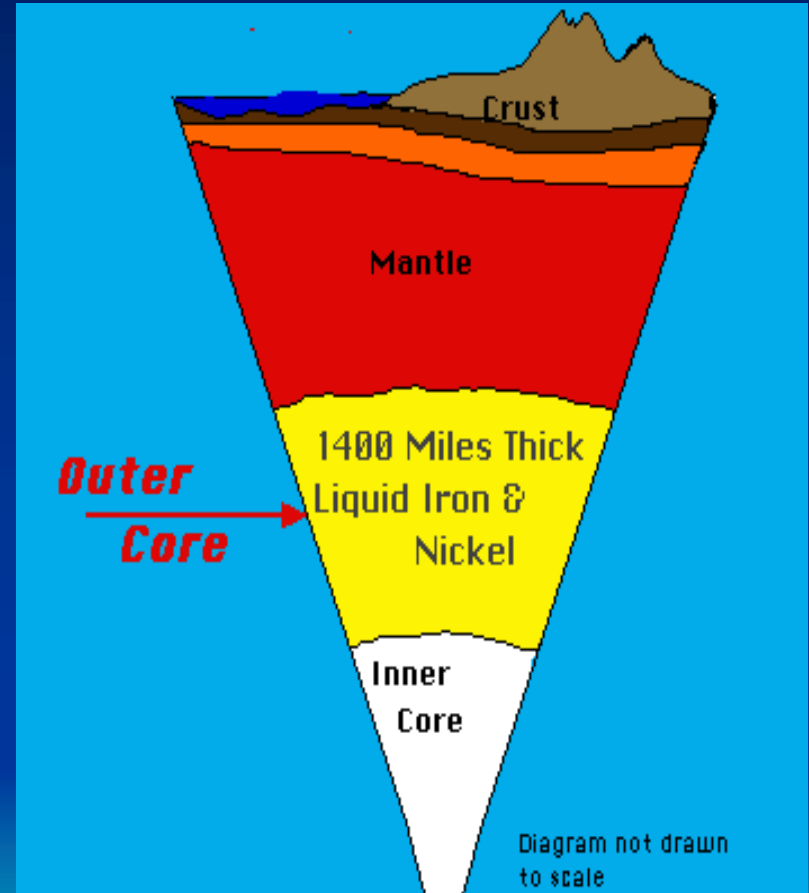 Crust
Mantle
1400 Miles Thick
Liquid Iron &
Nickel
Outer
Core
Inner
Core
Diagram not drawn
to scale